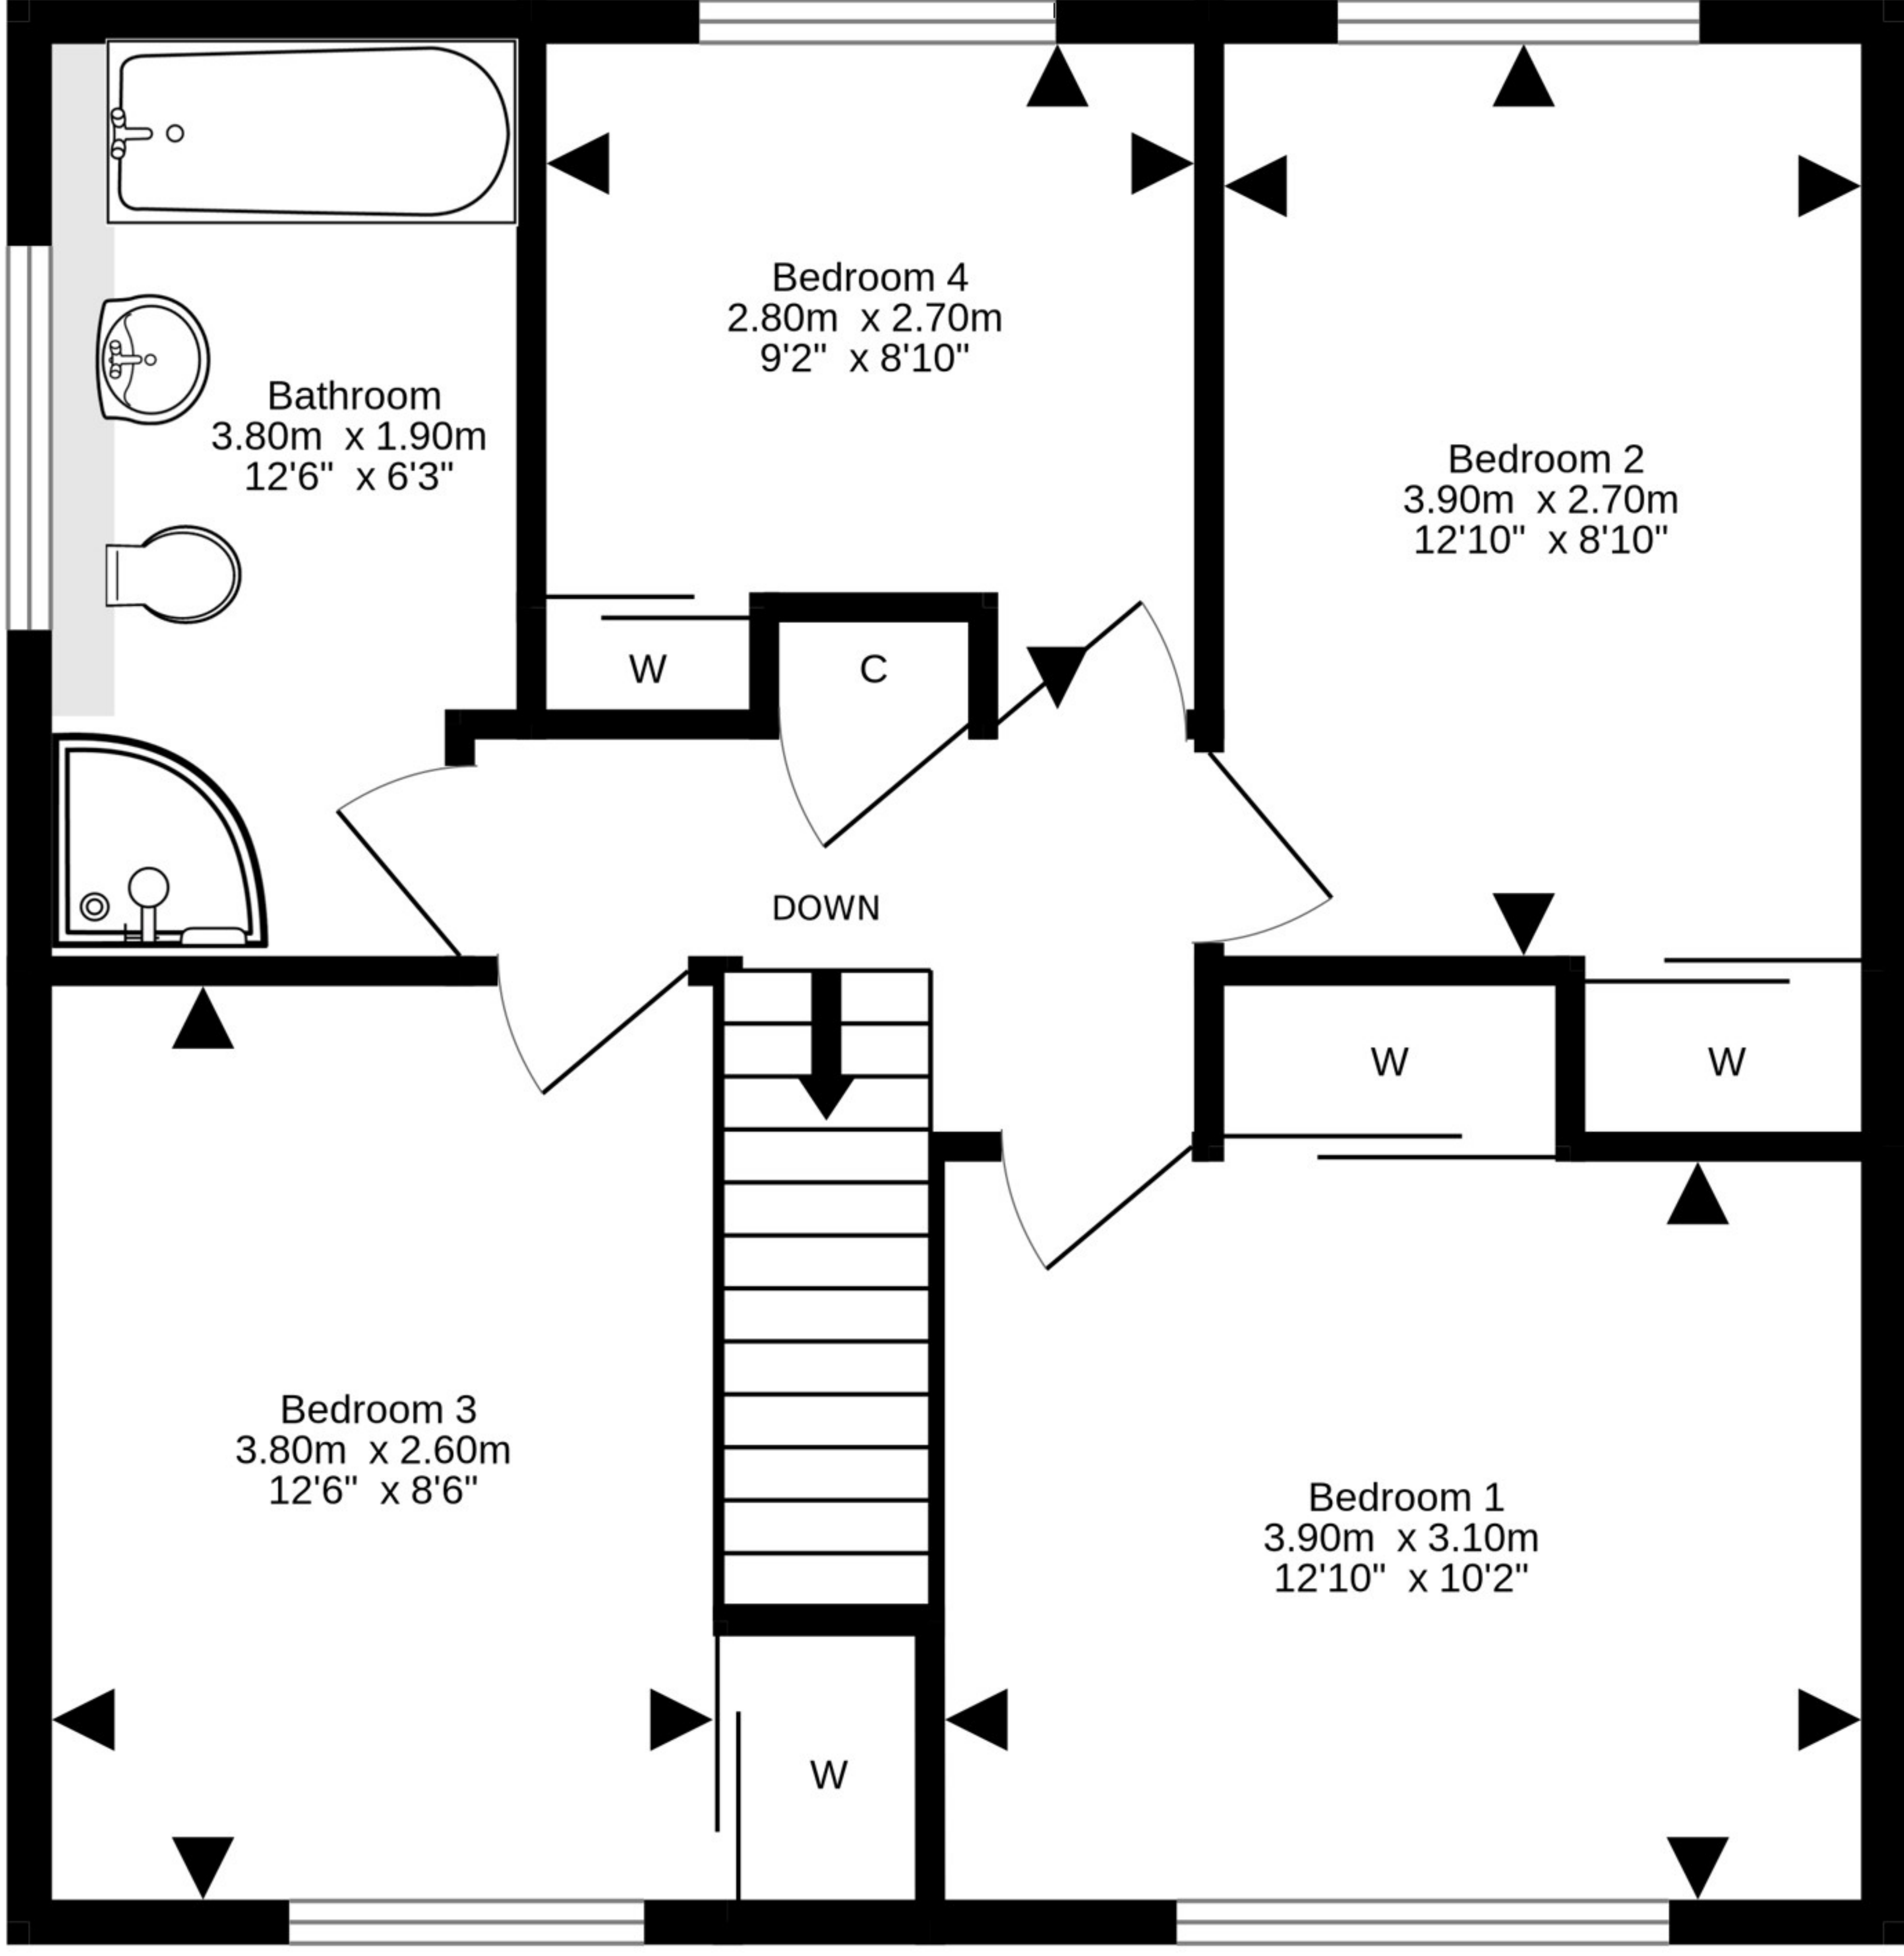 Bedroom 4
2.80m x 2.70m
9'2" x 8'10"
Bathroom
3.80m x 1.90m
12'6" x 6'3"
Bedroom 2
3.90m x 2.70m
12'10" x 8'10"
W
C
DOWN
W
W
Bedroom 3
3.80m x 2.60m
12'6" x 8'6"
Bedroom 1
3.90m x 3.10m
12'10" x 10'2"
W